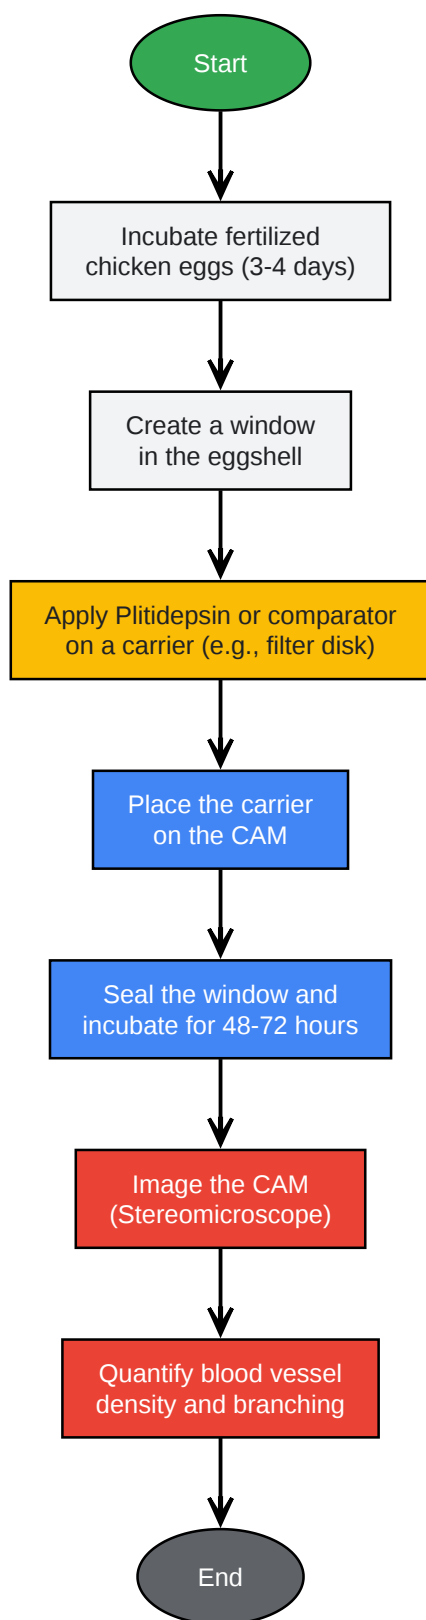 Start
Incubate fertilized
chicken eggs (3-4 days)
Create a window
in the eggshell
Apply Plitidepsin or comparator
on a carrier (e.g., filter disk)
Place the carrier
on the CAM
Seal the window and
incubate for 48-72 hours
Image the CAM
(Stereomicroscope)
Quantify blood vessel
density and branching
End